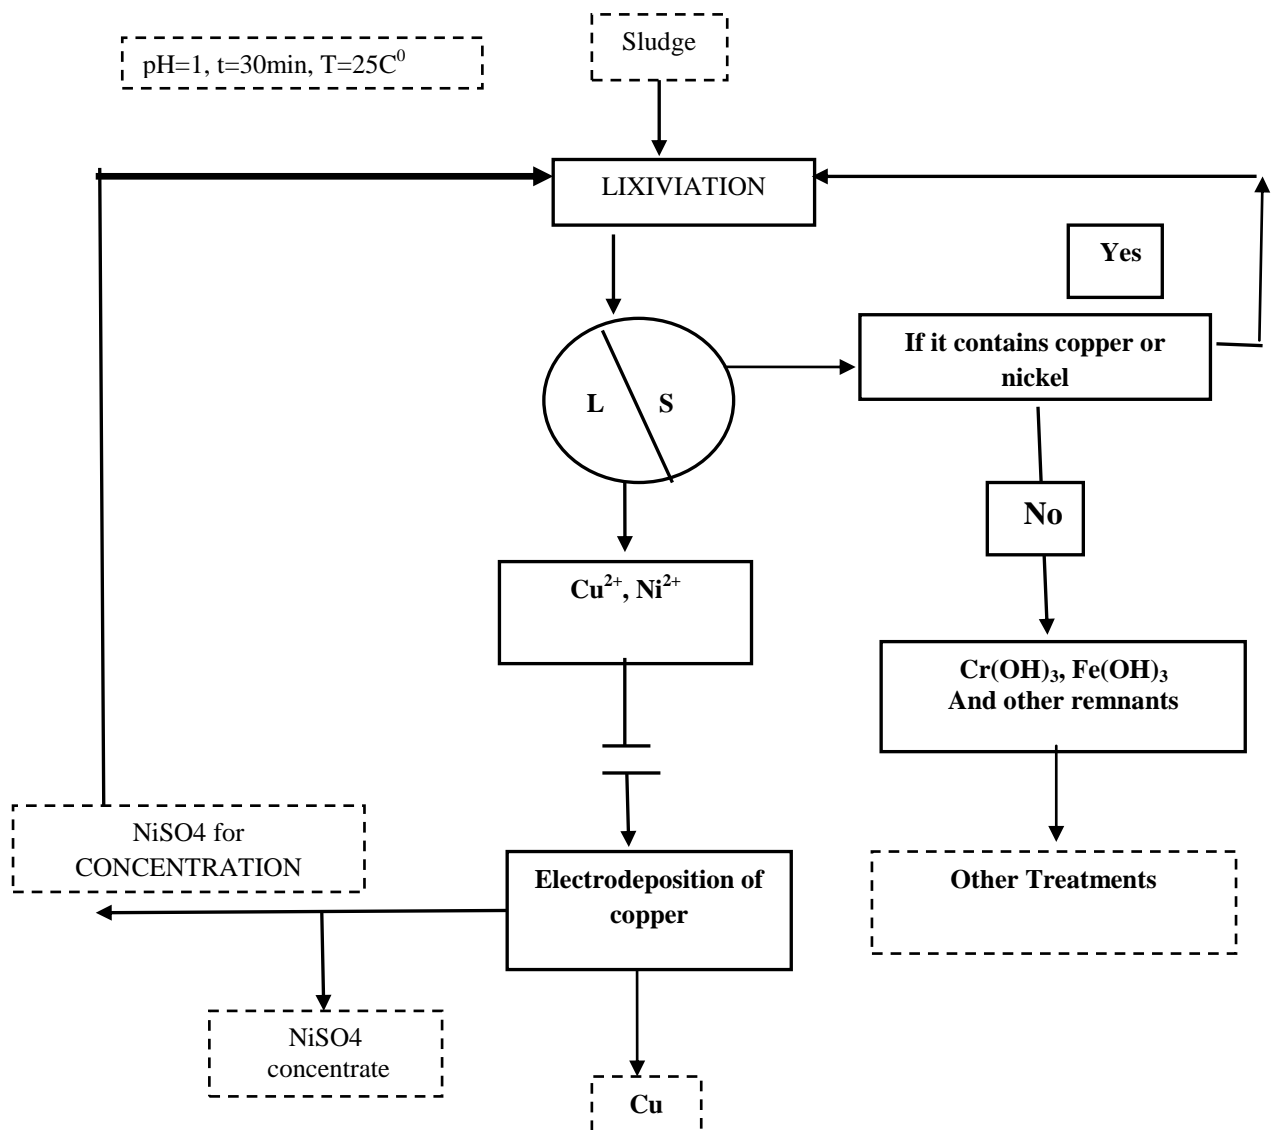 Sludge
pH=1, t=30min, T=25C⁰
LIXIVIATION
Yes
If it contains copper or
nickel
L
S
No
Cu²⁺, Ni²⁺
Cr(OH)₃, Fe(OH)₃
And other remnants
NiSO4 for
CONCENTRATION
Electrodeposition of
copper
Other Treatments
NiSO4
concentrate
Cu